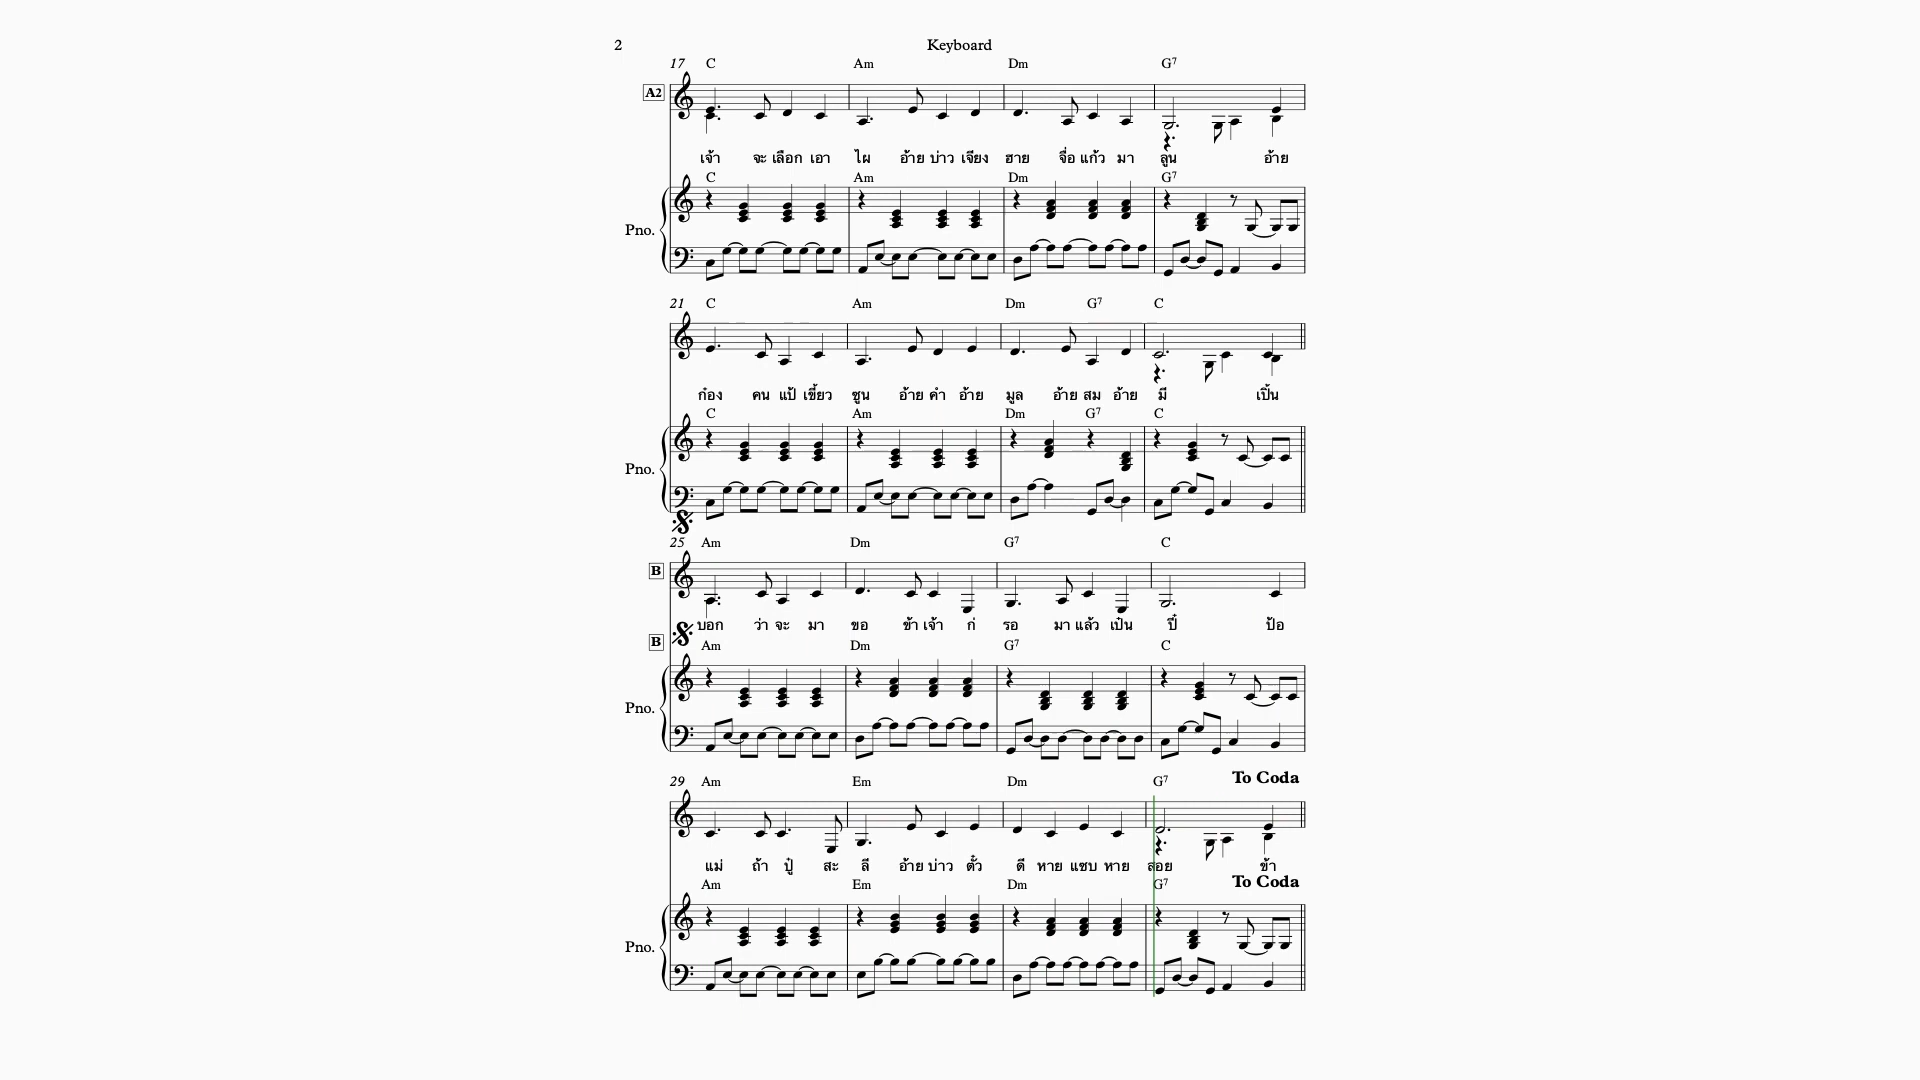 2 Keyboard
17 C Am Dm G7
A2
เจ้า จะ เลือก เอา ไผ อ้าย บ่าว เจียง ฮาย จื่อ แก้ว มา ลูน อ้าย
C Am Dm G7
Pno.
21 C Am Dm G7 C
ก๋อง คน แป้ เขี้ยว ซูน อ้าย คำ อ้าย มูล อ้าย สม อ้าย มี เปิ้น
C Am Dm G7 C
Pno.
25 Am Dm G7 C
B
บอก ว่า จะ มา ขอ ข้า เจ้า ก่ รอ มา แล้ว เป๋น ปี๋ ป้อ
B Am Dm G7 C
Pno.
29 Am Em Dm G7 To Coda
แม่ ถ้า ปู๋ สะ ลี อ้าย บ่าว ตั๋ว ดี หาย แซบ หาย สอย ข้า
Am Em Dm G7 To Coda
Pno.